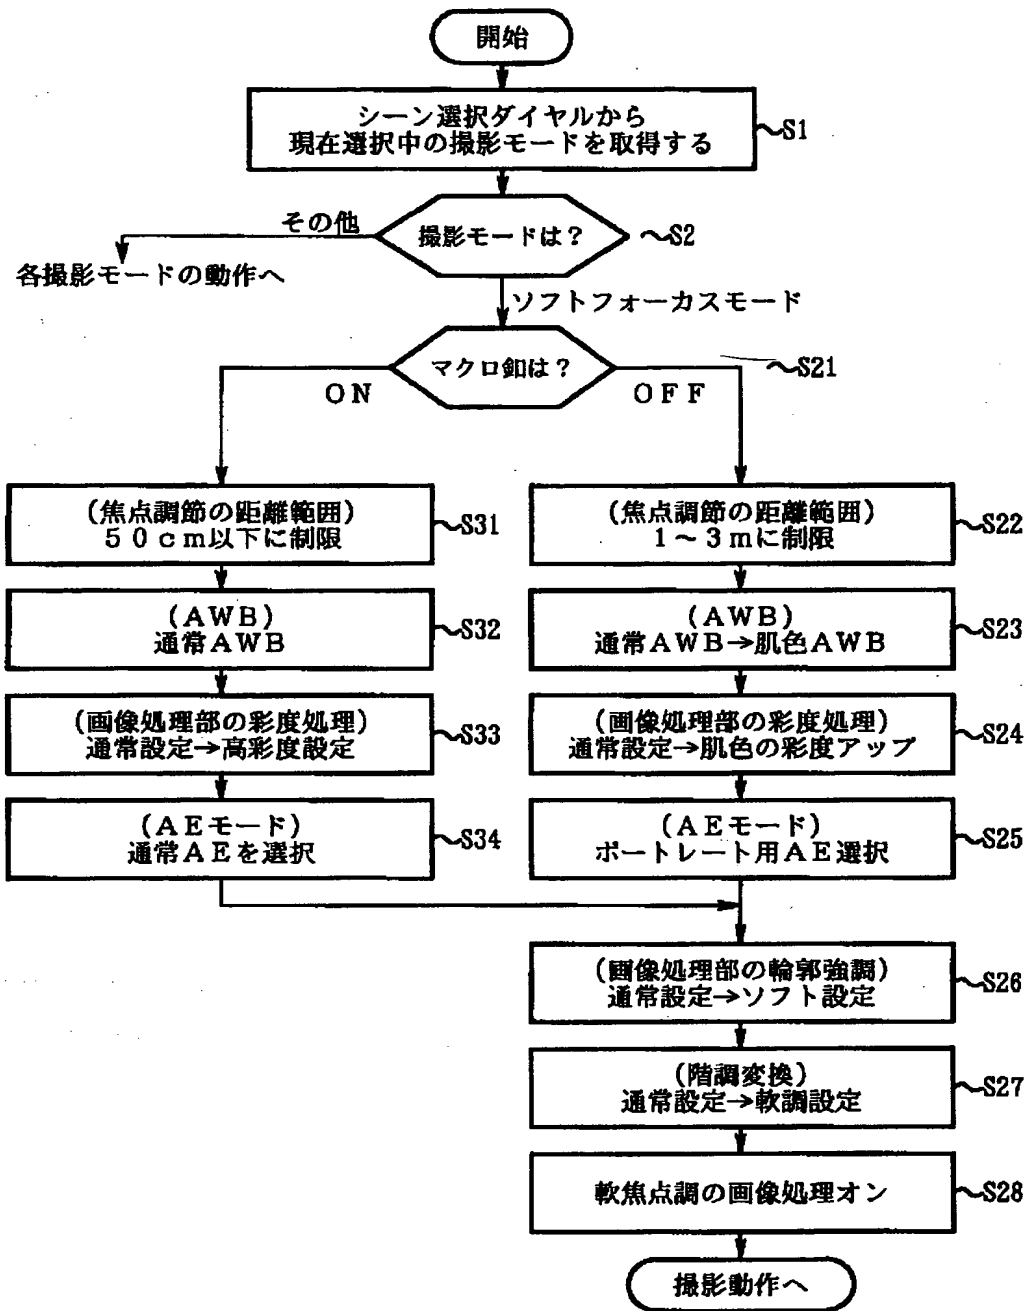 開始
シーン選択ダイヤルから
現在選択中の撮影モードを取得する
~S1
撮影モードは?
~S2
その他
各撮影モードの動作へ
ソフトフォーカスモード
マクロ釦は?
~S21
ON
OFF
(焦点調節の距離範囲)
50cm以下に制限
~S31
(AWB)
通常AWB
~S32
(画像処理部の彩度処理)
通常設定→高彩度設定
~S33
(AEモード)
通常AEを選択
~S34
(焦点調節の距離範囲)
1~3mに制限
~S22
(AWB)
通常AWB→肌色AWB
~S23
(画像処理部の彩度処理)
通常設定→肌色の彩度アップ
~S24
(AEモード)
ポートレート用AE選択
~S25
(画像処理部の輪郭強調)
通常設定→ソフト設定
~S26
(階調変換)
通常設定→軟調設定
~S27
軟焦点調の画像処理オン
~S28
撮影動作へ